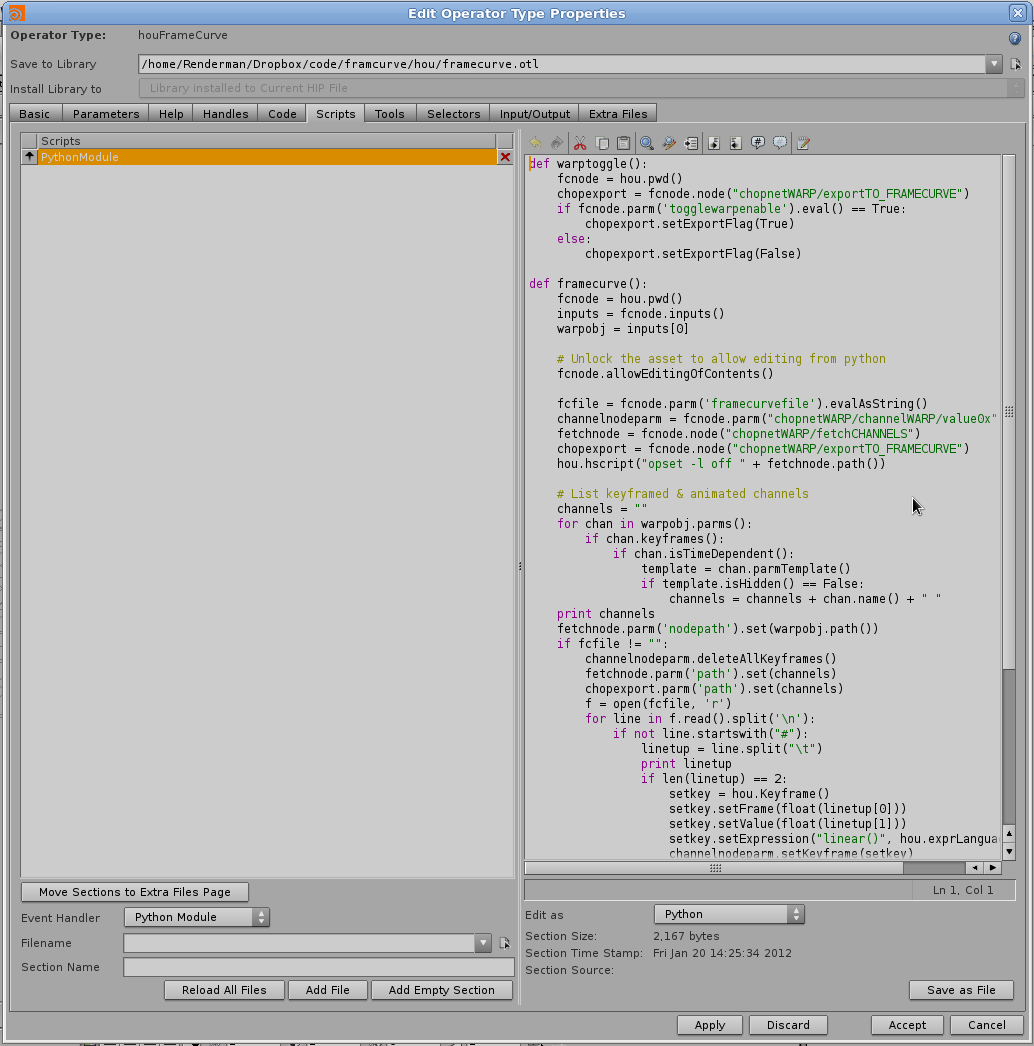 Edit Operator Type Properties
Operator Type: houFrameCurve
Save to Library /home/Renderman/Dropbox/code/framcurve/hou/framecurve.otl
Install Library to Library installed to Current HIP File
Basic Parameters Help Handles Code Scripts Tools Selectors Input/Output Extra Files
Scripts
PythonModule
def warptoggle():
    fcnode = hou.pwd()
    chopexport = fcnode.node("chopnetWARP/exportTO_FRAMECURVE")
    if fcnode.parm('togglewarpenable').eval() == True:
        chopexport.setExportFlag(True)
    else:
        chopexport.setExportFlag(False)
def framecurve():
    fcnode = hou.pwd()
    inputs = fcnode.inputs()
    warpobj = inputs[0]
    # Unlock the asset to allow editing from python
    fcnode.allowEditingOfContents()
    fcfile = fcnode.parm('framecurvefile').evalAsString()
    channelnodeparm = fcnode.parm("chopnetWARP/channelWARP/value0x"
    fetchnode = fcnode.node("chopnetWARP/fetchCHANNELS")
    chopexport = fcnode.node("chopnetWARP/exportTO_FRAMECURVE")
    hou.hscript("opset -l off " + fetchnode.path())
    # List keyframed & animated channels
    channels = ""
    for chan in warpobj.parms():
        if chan.keyframes():
            if chan.isTimeDependent():
                template = chan.parmTemplate()
                if template.isHidden() == False:
                    channels = channels + chan.name() + " "
    print channels
    fetchnode.parm('nodepath').set(warpobj.path())
    if fcfile != "":
        channelnodeparm.deleteAllKeyframes()
        fetchnode.parm('path').set(channels)
        chopexport.parm('path').set(channels)
        f = open(fcfile, 'r')
        for line in f.read().split('\n'):
            if not line.startswith("#"):
                linetup = line.split("\t")
                print linetup
                if len(linetup) == 2:
                    setkey = hou.Keyframe()
                    setkey.setFrame(float(linetup[0]))
                    setkey.setValue(float(linetup[1]))
                    setkey.setExpression("linear()", hou.exprLangua
                    channelnodeparm.setKeyframe(setkey)
Ln 1, Col 1
Move Sections to Extra Files Page
Event Handler Python Module
Filename
Section Name
Reload All Files Add File Add Empty Section
Edit as Python
Section Size: 2,167 bytes
Section Time Stamp: Fri Jan 20 14:25:34 2012
Section Source:
Save as File
Apply Discard Accept Cancel